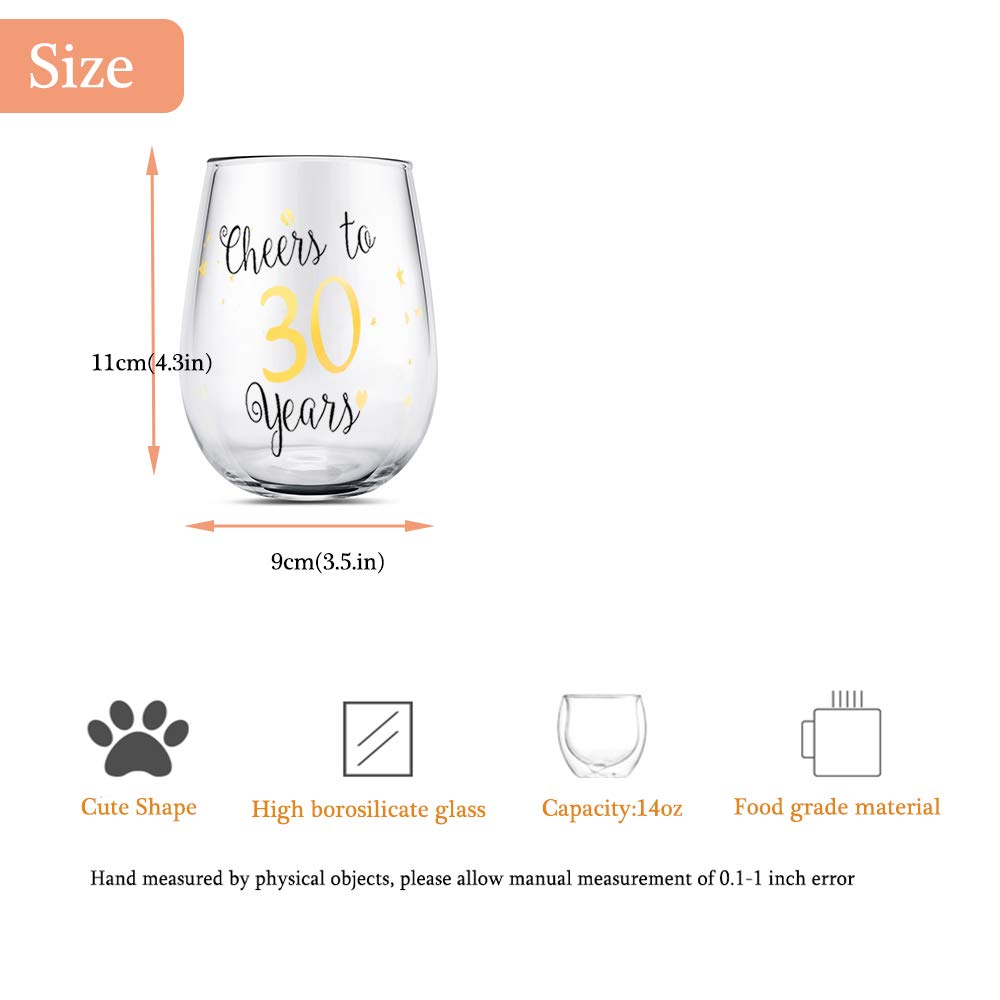 Size
Cheers to
30
Years
11cm(4.3in)
9cm(3.5.in)
Cute Shape
High borosilicate glass
Capacity:14oz
Food grade material
Hand measured by physical objects, please allow manual measurement of 0.1-1 inch error